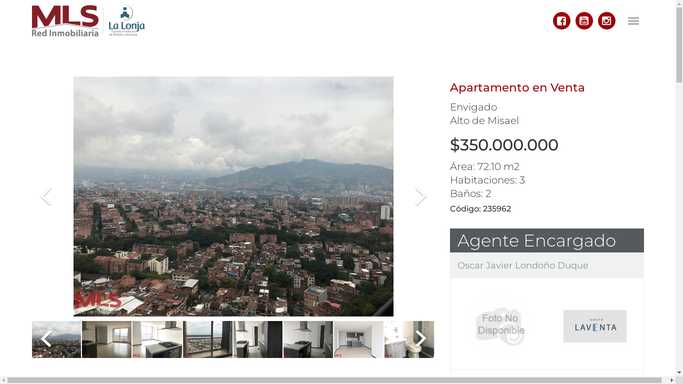 MLS
Red Inmobiliaria
La Lonja
Apartamento en Venta
Envigado
Alto de Misael
$350.000.000
Área: 72.10 m2
Habitaciones: 3
Baños: 2
Código: 235962
Agente Encargado
Oscar Javier Londoño Duque
Foto No
Disponible
LAVENTA
MLS